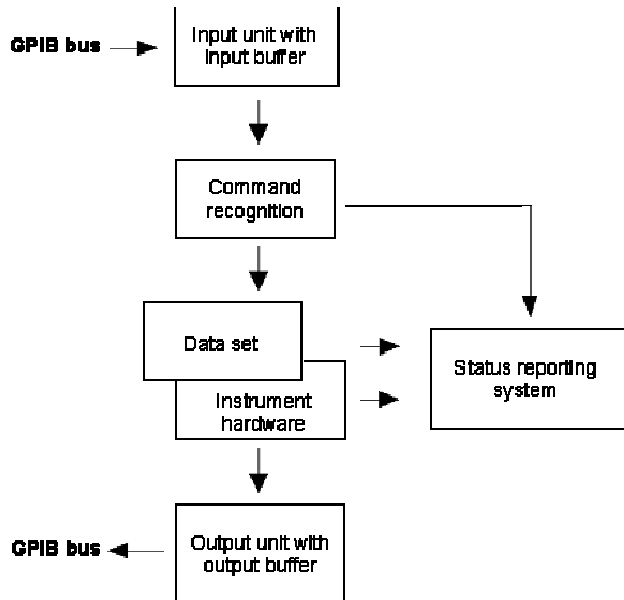 Input unit with
input buffer
GPIB bus
Command
recognition
Data set
Instrument
hardware
Status reporting
system
Output unit with
output buffer
GPIB bus